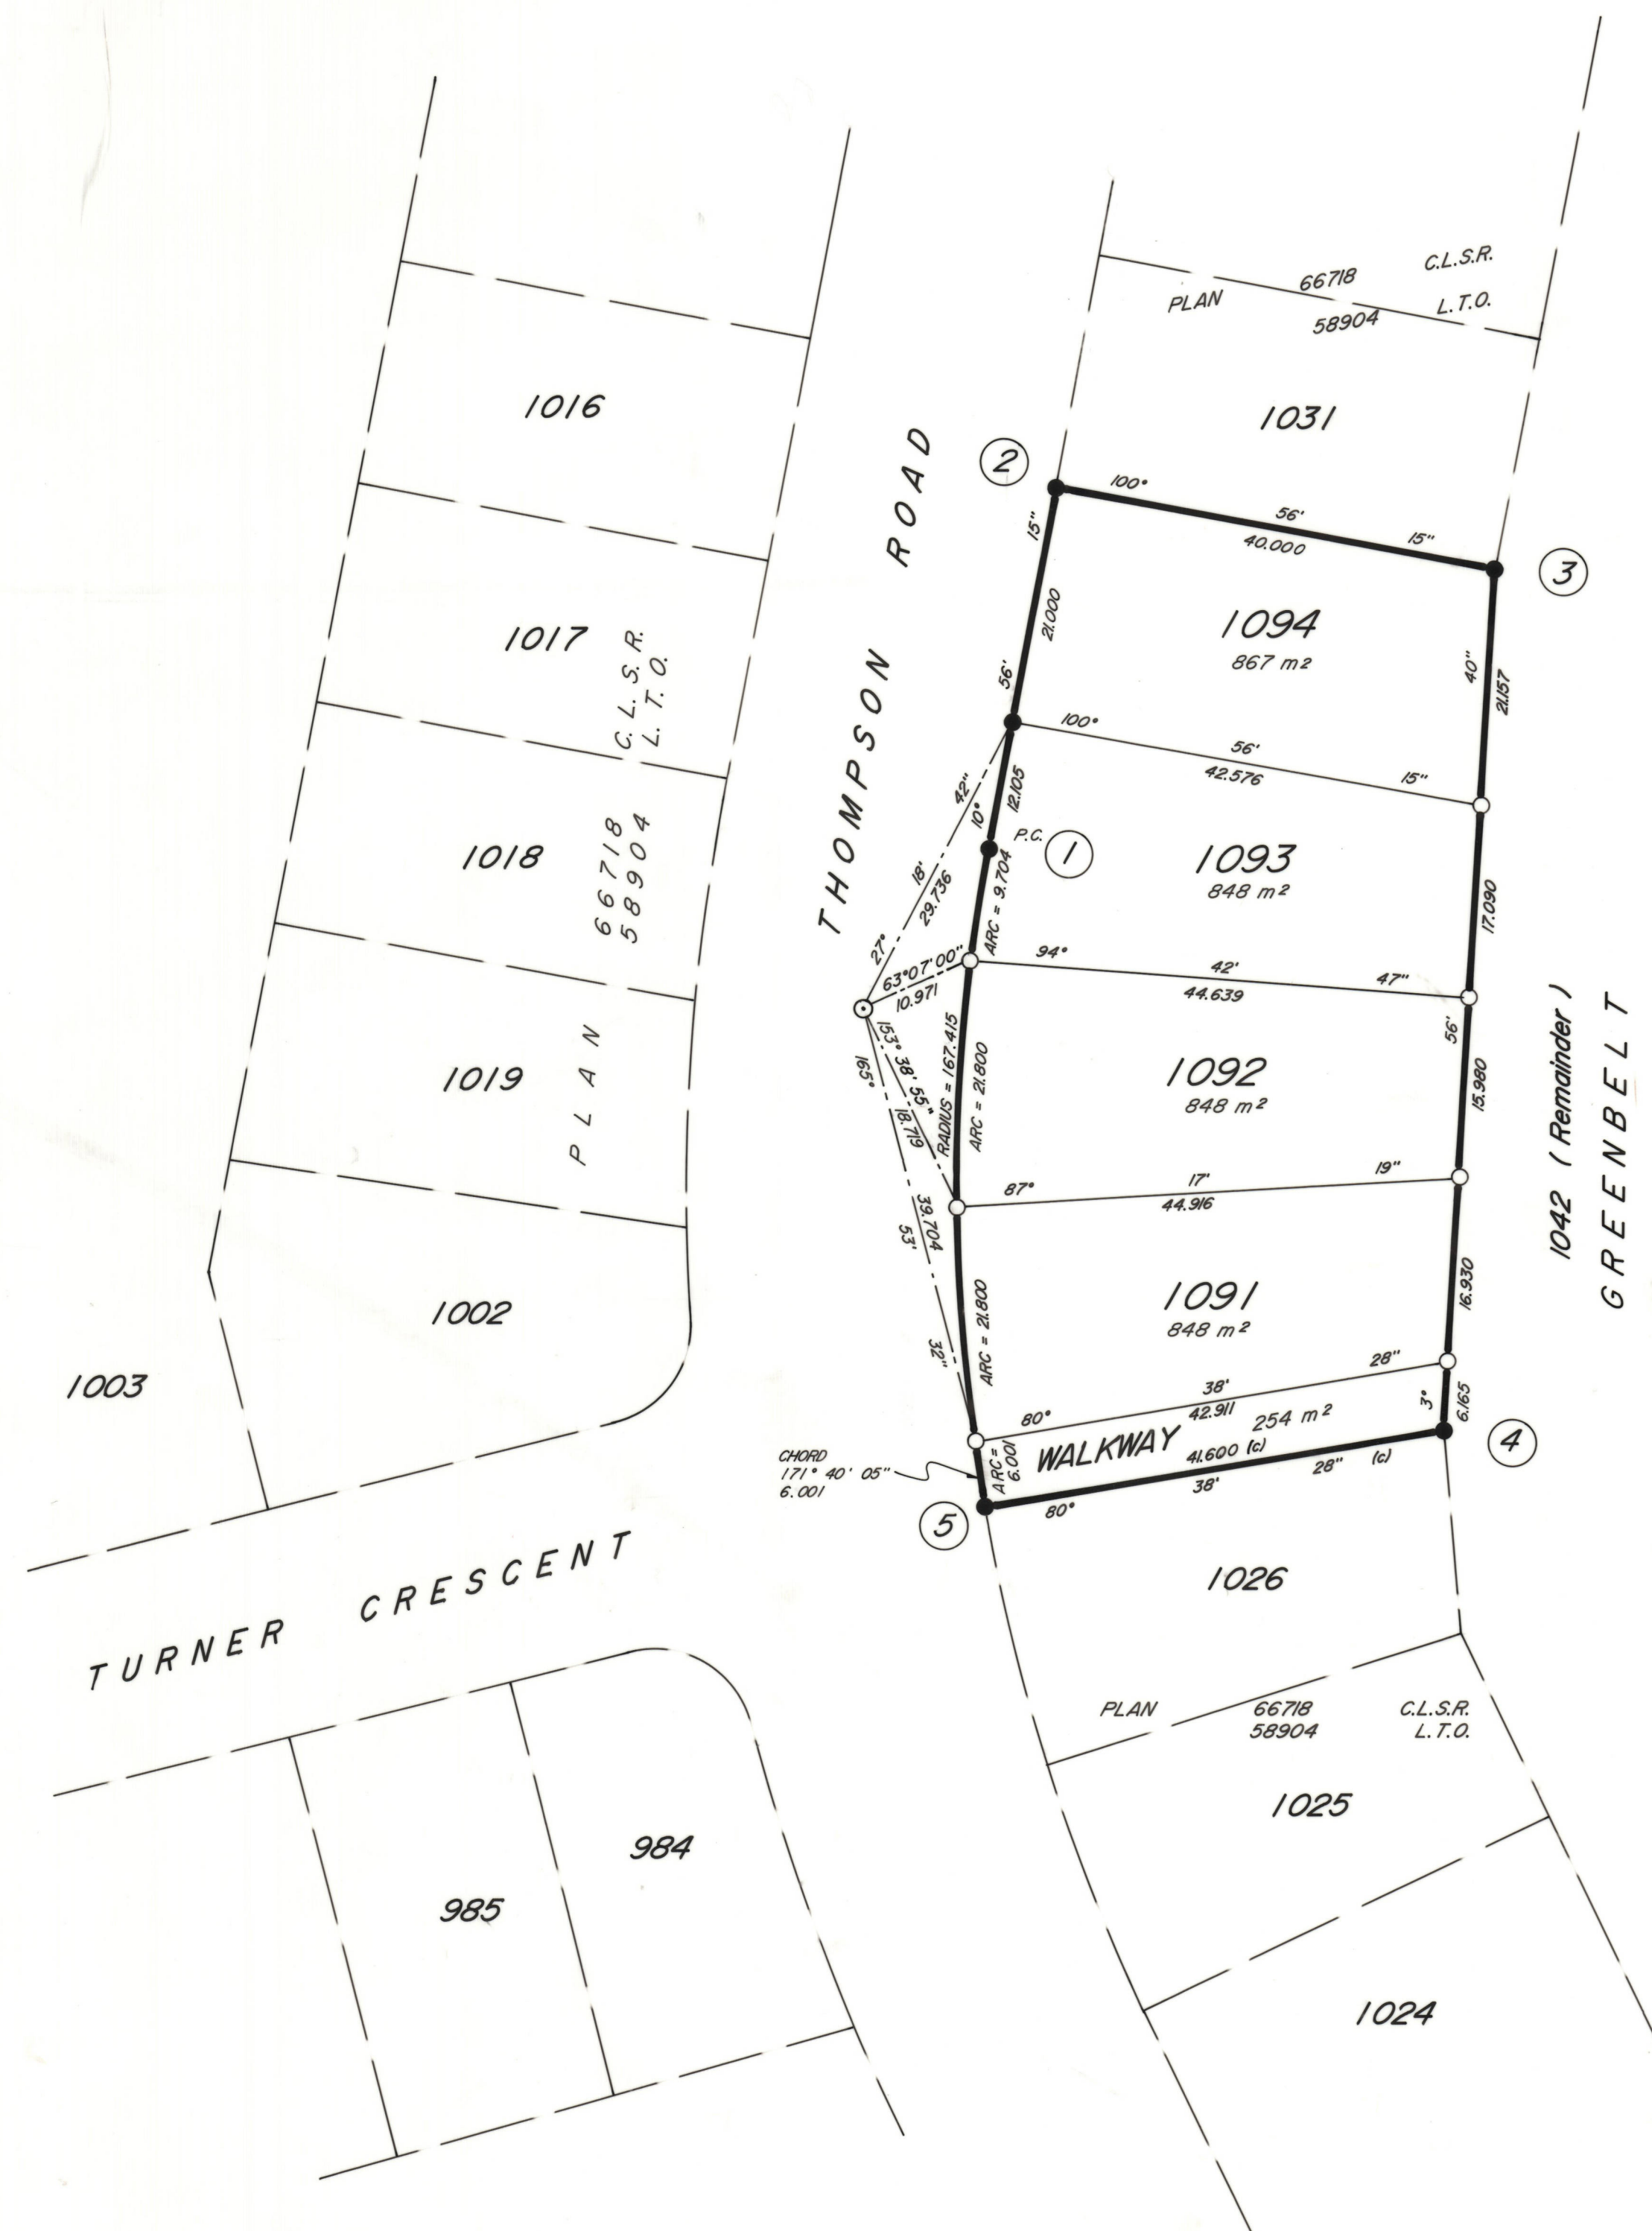 66718 C.L.S.R.
PLAN
58904 L.T.O.
1016
1031
2
100° 56' 15"
40.000
3
THOMPSON ROAD
15"
21.000
56'
1094
867 m²
40"
21.157
1017
C. L. S. R.
L. T. O.
100° 56' 15"
42.576
42"
10°
12.105
P.C.
1
18'
29.736
27°
ARC = 9.704
1093
848 m²
17.090
1018
66718
58904
PLAN
63°07'00"
10.971
94° 42' 47"
44.639
56'
1042 (Remainder)
GREENBELT
153° 38' 55"
18.719
165°
39.704
53'
32"
RADIUS = 167.415
ARC = 21.800
1092
848 m²
15.980
1019
87° 17' 19"
44.916
ARC = 21.800
1091
848 m²
16.930
1002
1003
80° 38' 28"
42.911
254 m²
3°
6.165
WALKWAY
ARC =
6.001
41.600 (c)
80° 38' 28" (c)
4
CHORD
171° 40' 05"
6.001
5
TURNER CRESCENT
1026
PLAN 66718 C.L.S.R.
58904 L.T.O.
1025
984
985
1024